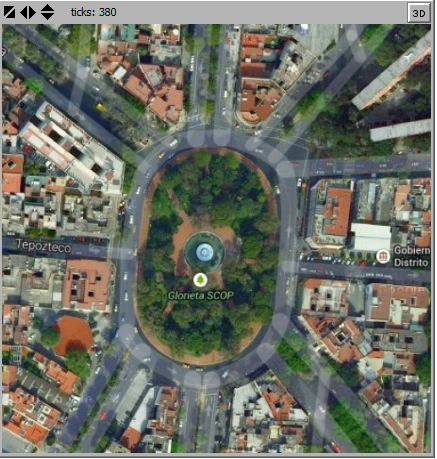 ticks: 380
3D
Tepozteco
Gobiern
Distrito
Glorieta SCOP